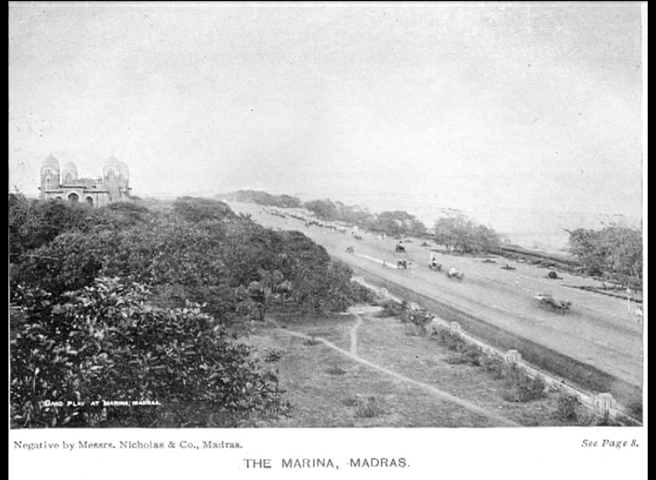 BAND PLAY AT MARINA, MADRAS.
Negative by Messrs. Nicholas & Co., Madras.
See Page 8.
THE MARINA, MADRAS.